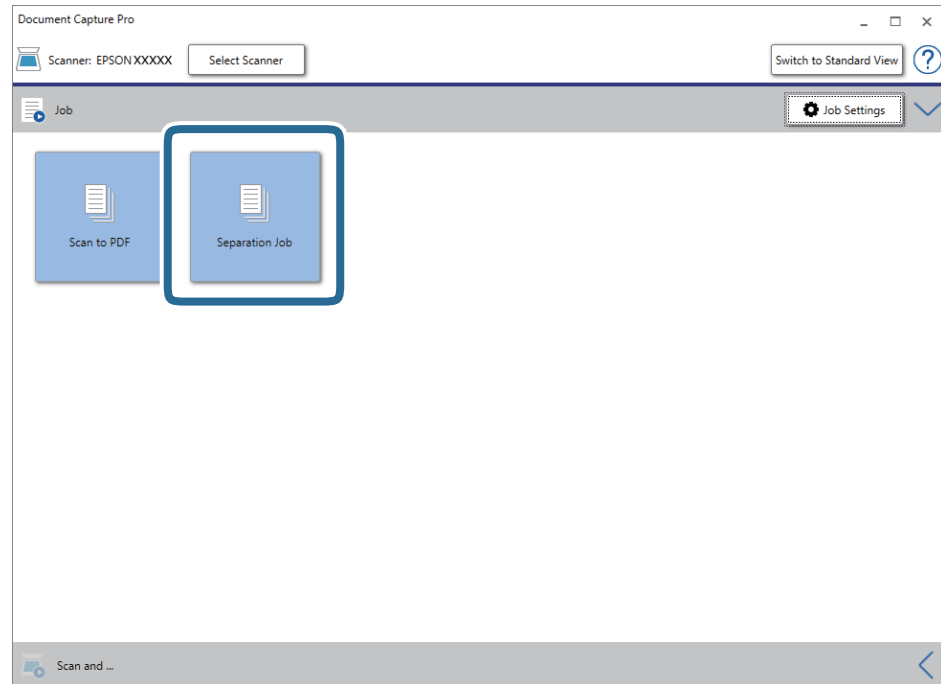 Document Capture Pro
Scanner: EPSON XXXXX
Select Scanner
Switch to Standard View
?
Job
Job Settings
Scan to PDF
Separation Job
Scan and ...